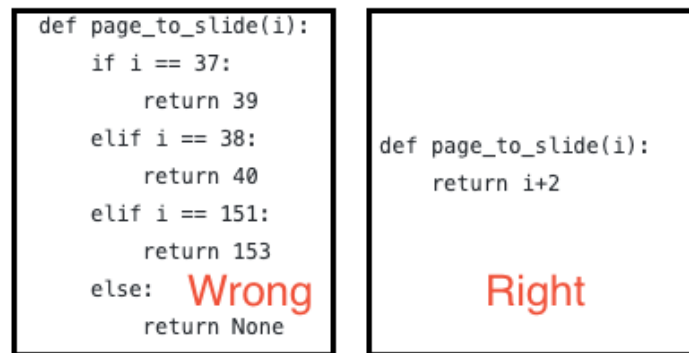 def page_to_slide(i):
    if i == 37:
        return 39
    elif i == 38:
        return 40
    elif i == 151:
        return 153
    else:
        return None
Wrong
def page_to_slide(i):
    return i+2
Right